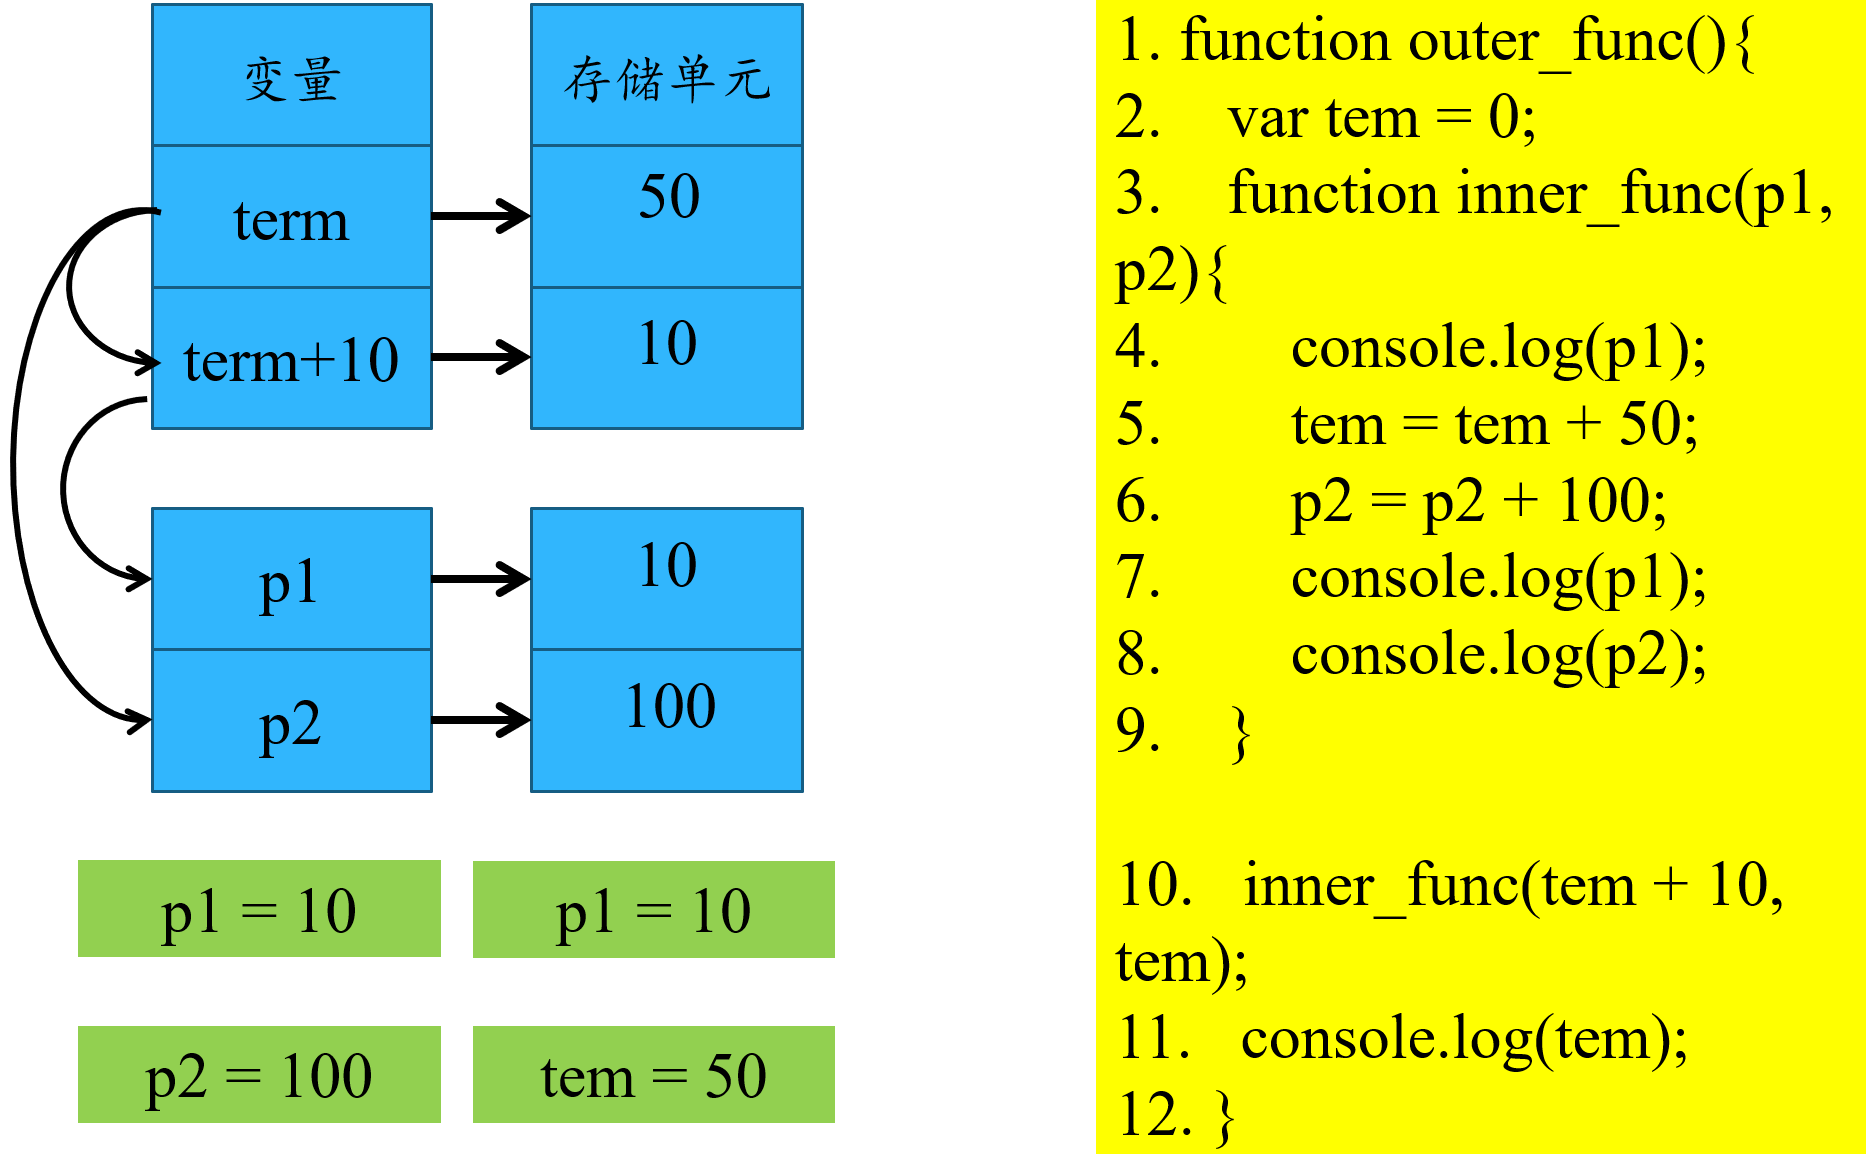 变量
存储单元
term
50
term+10
10
p1
10
p2
100
p1 = 10
p1 = 10
p2 = 100
tem = 50
1. function outer_func(){
2.    var tem = 0;
3.    function inner_func(p1,
p2){
4.        console.log(p1);
5.        tem = tem + 50;
6.        p2 = p2 + 100;
7.        console.log(p1);
8.        console.log(p2);
9.    }
10.   inner_func(tem + 10,
tem);
11.   console.log(tem);
12. }